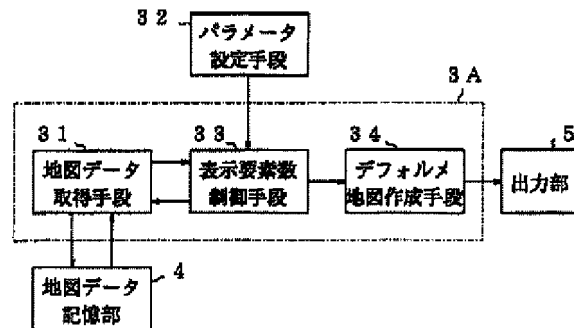 32
パラメータ
設定手段
3A
31
地図データ
取得手段
33
表示要素数
制御手段
34
デフォルメ
地図作成手段
5
出力部
4
地図データ
記憶部